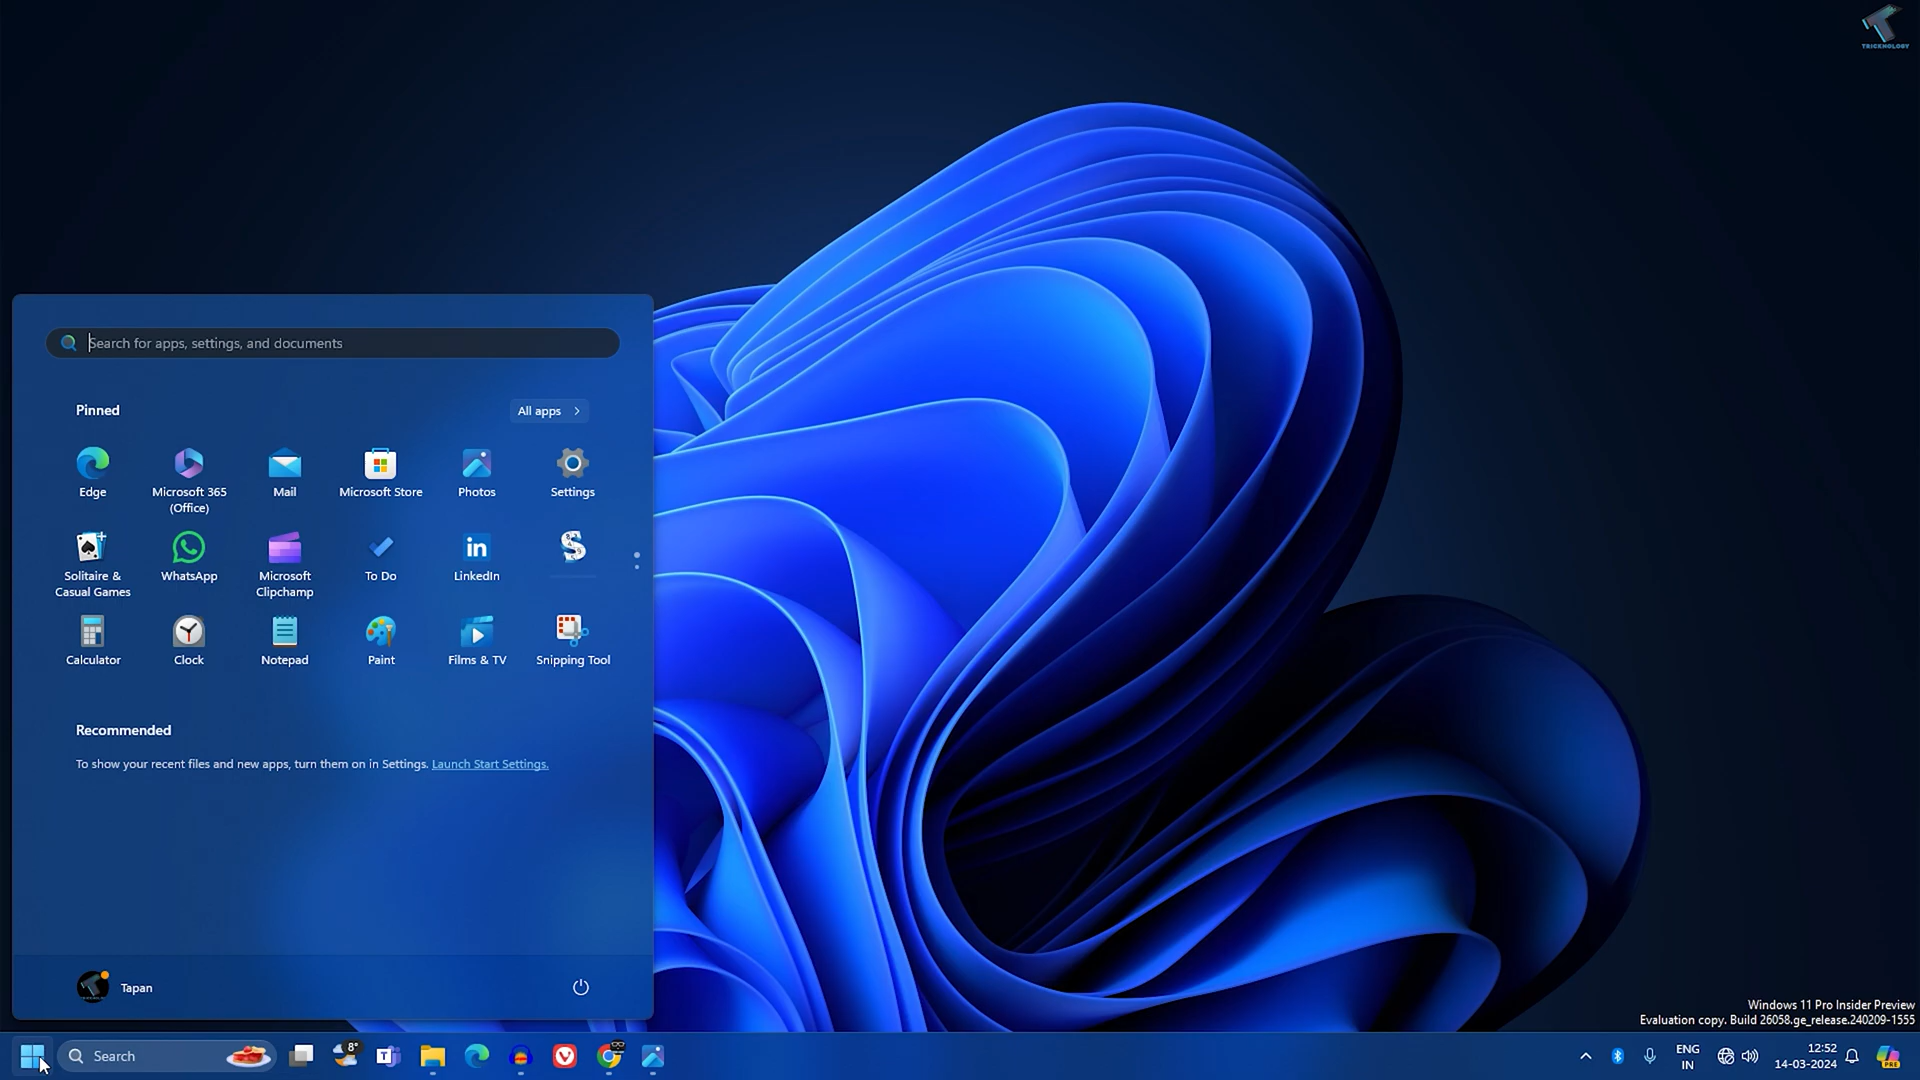 TRICKNOLOGY
Search for apps, settings, and documents
Pinned
All apps
Edge
Microsoft 365
(Office)
Mail
Microsoft Store
Photos
Settings
Solitaire &
Casual Games
WhatsApp
Microsoft
Clipchamp
To Do
LinkedIn
Calculator
Clock
Notepad
Paint
Films & TV
Snipping Tool
Recommended
To show your recent files and new apps, turn them on in Settings. Launch Start Settings.
Tapan
Windows 11 Pro Insider Preview
Evaluation copy. Build 26058.ge_release.240209-1555
Search
8°
ENG
IN
12:52
14-03-2024
PRE